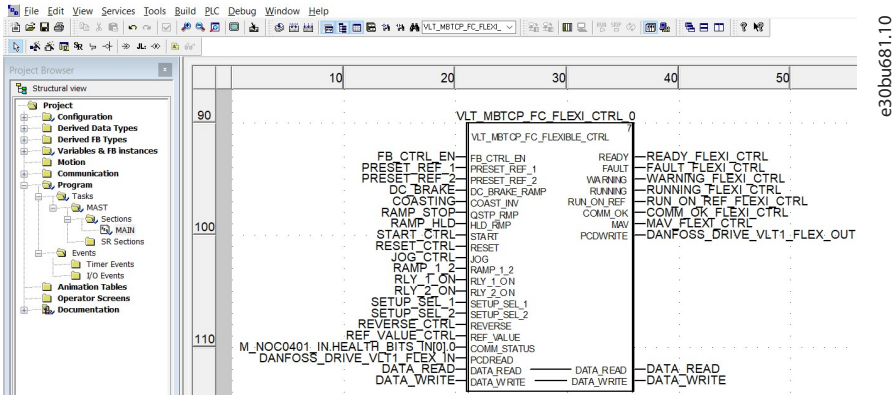 File Edit View Services Tools Build PLC Debug Window Help
VLT_MBTCP_FC_FLEXI_
Project Browser
Structural view
Project
Configuration
Derived Data Types
Derived FB Types
Variables & FB instances
Motion
Communication
Program
Tasks
MAST
Sections
MAIN
SR Sections
Events
Timer Events
I/O Events
Animation Tables
Operator Screens
Documentation
10 20 30 40 50
90
100
110
VLT_MBTCP_FC_FLEXI_CTRL_0
7
VLT_MBTCP_FC_FLEXIBLE_CTRL
FB_CTRL_EN FB_CTRL_EN READY READY_FLEXI_CTRL
PRESET_REF_1 PRESET_REF_1 FAULT FAULT_FLEXI_CTRL
PRESET_REF_2 PRESET_REF_2 WARNING WARNING_FLEXI_CTRL
DC_BRAKE DC_BRAKE_RAMP RUNNING RUNNING_FLEXI_CTRL
COASTING COAST_INV RUN_ON_REF RUN_ON_REF_FLEXI_CTRL
RAMP_STOP QSTP_RMP COMM_OK COMM_OK_FLEXI_CTRL
RAMP_HLD HLD_RMP MAV MAV_FLEXI_CTRL
START_CTRL START PCDWRITE DANFOSS_DRIVE_VLT1_FLEX_OUT
RESET_CTRL RESET
JOG_CTRL JOG
RAMP_1_2 RAMP_1_2
RLY_1_ON RLY_1_ON
RLY_2_ON RLY_2_ON
SETUP_SEL_1 SETUP_SEL_1
SETUP_SEL_2 SETUP_SEL_2
REVERSE_CTRL REVERSE
REF_VALUE_CTRL REF_VALUE
M_NOC0401_IN.HEALTH_BITS_IN[0].0 COMM_STATUS
DANFOSS_DRIVE_VLT1_FLEX_IN PCDREAD
DATA_READ DATA_READ DATA_READ DATA_READ
DATA_WRITE DATA_WRITE DATA_WRITE DATA_WRITE
e30bu681.10